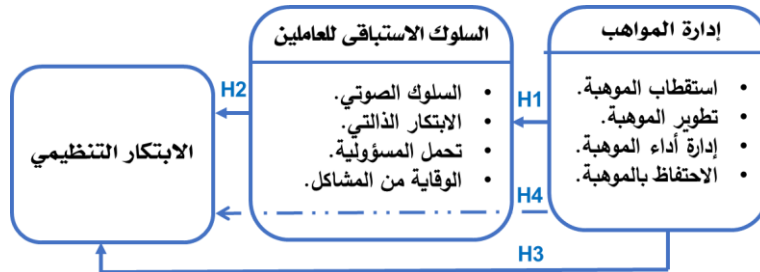 إدارة المواهب
• استقطاب الموهبة.
• تطوير الموهبة.
• إدارة أداء الموهبة.
• الاحتفاظ بالموهبة.
H1
السلوك الاستباقى للعاملين
• السلوك الصوتي.
• الابتكار الذالتي.
• تحمل المسؤولية.
• الوقاية من المشاكل.
H2
الابتكار التنظيمي
H4
H3